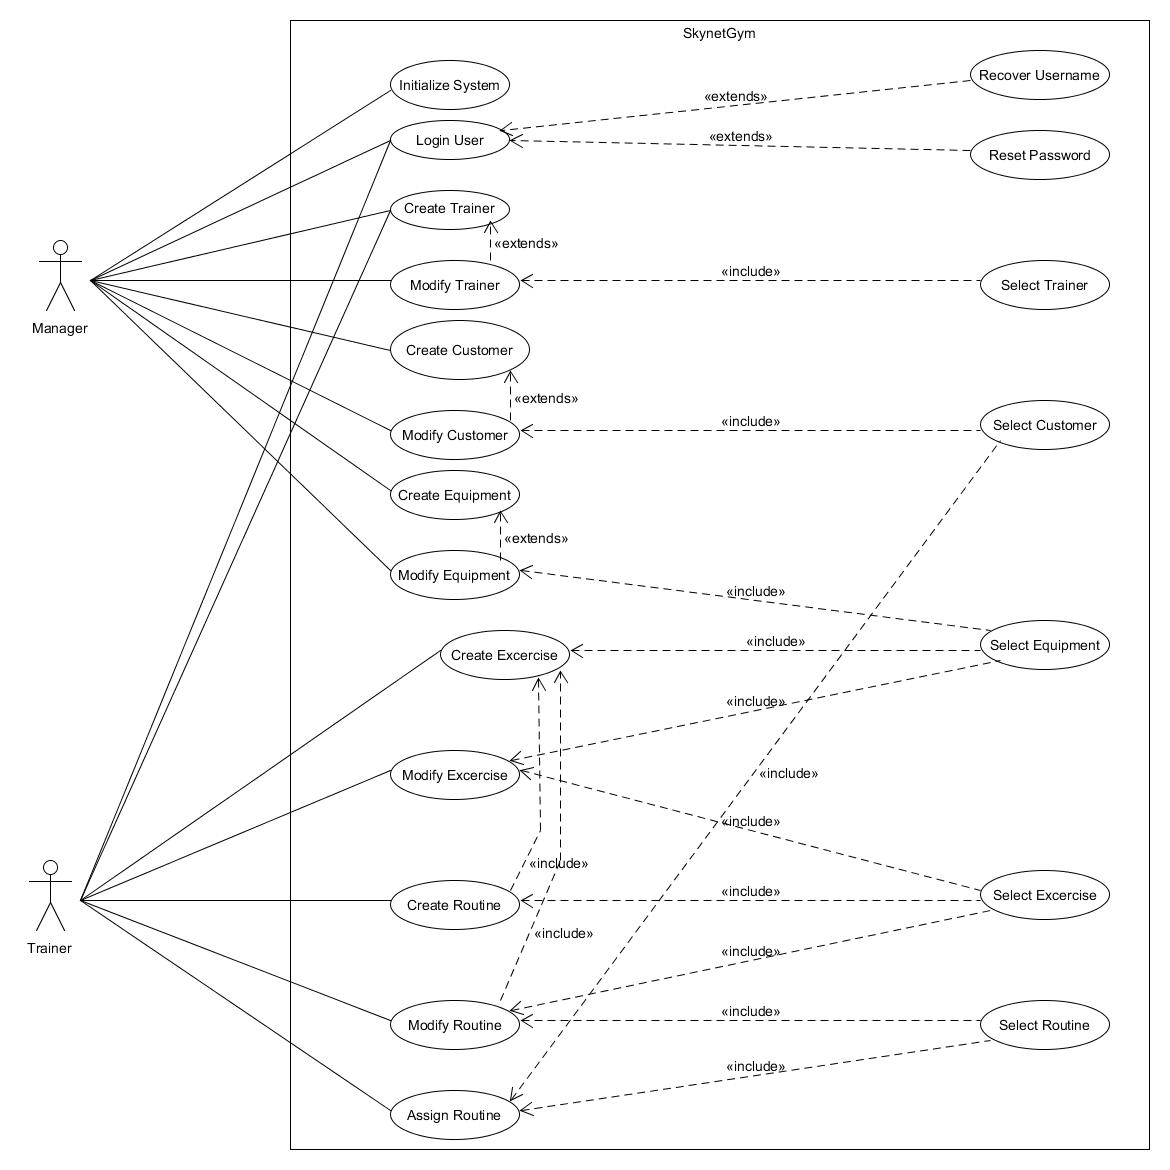 SkynetGym
Initialize System
Recover Username
«extends»
Login User
«extends»
Reset Password
Create Trainer
«extends»
Modify Trainer
«include»
Select Trainer
Manager
Create Customer
«extends»
Modify Customer
«include»
Select Customer
Create Equipment
«extends»
Modify Equipment
«include»
Create Excercise
«include»
Select Equipment
«include»
Modify Excercise
«include»
«include»
«include»
Create Routine
«include»
Select Excercise
Trainer
«include»
«include»
Modify Routine
«include»
Select Routine
«include»
Assign Routine